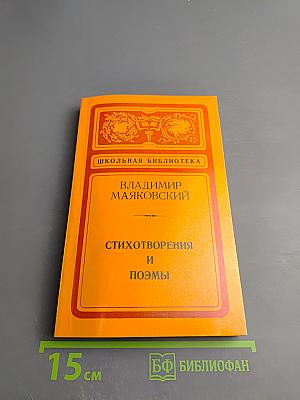 ШКОЛЬНАЯ БИБЛИОТЕКА
ВЛАДИМИР
МАЯКОВСКИЙ
СТИХОТВОРЕНИЯ
И
ПОЭМЫ
15 см
БФ БИБЛИОФАН